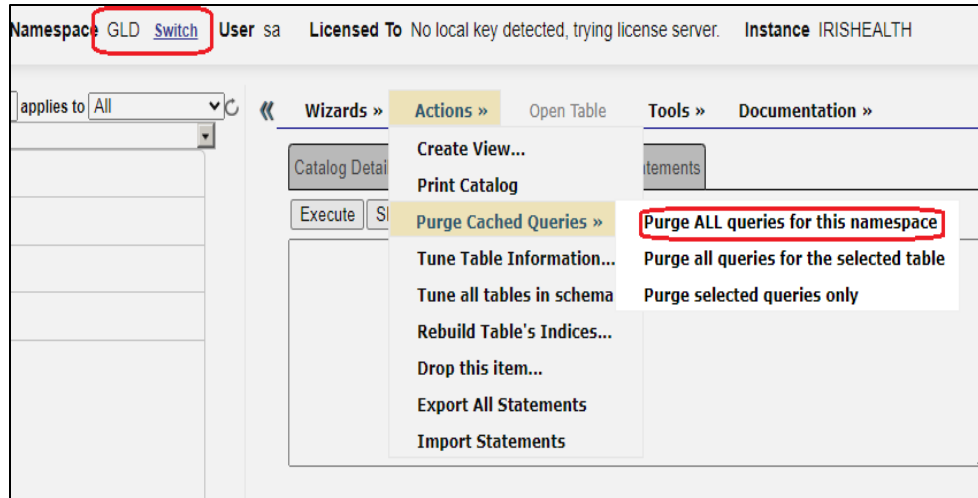 Namespace GLD Switch User sa Licensed To No local key detected, trying license server. Instance IRISHEALTH
applies to All
Wizards » Actions » Open Table Tools » Documentation »
Create View...
Catalog
Print Catalog
Execute
Purge Cached Queries » Purge ALL queries for this namespace
Tune Table Information... Purge all queries for the selected table
Tune all tables in schema Purge selected queries only
Rebuild Table's Indices...
Drop this item...
Export All Statements
Import Statements